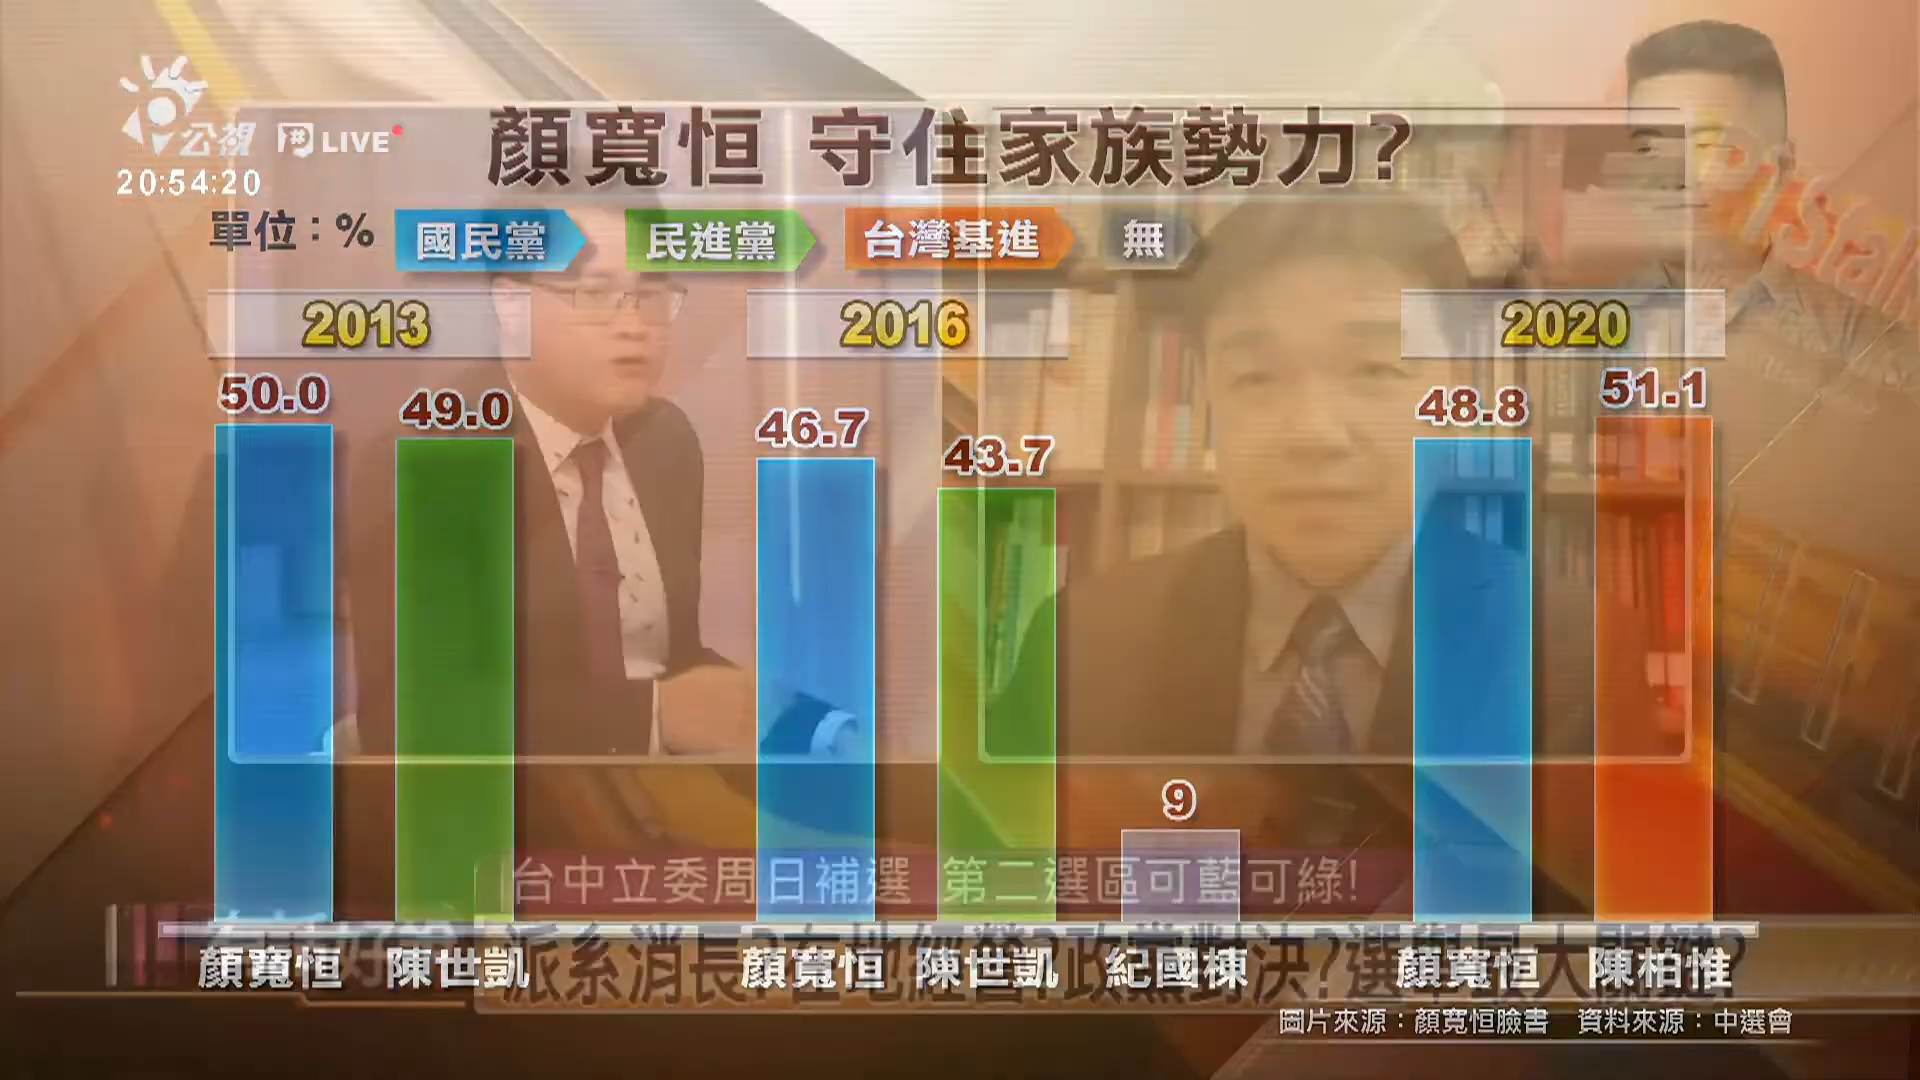 公視 LIVE
20:54:20
顏寬恒 守住家族勢力?
單位:% 國民黨 民進黨 台灣基進 無
2013 2016 2020
50.0 49.0 46.7 43.7 9 48.8 51.1
台中立委周日補選 第二選區可藍可綠!
顏寬恒 陳世凱 顏寬恒 陳世凱 紀國棟 顏寬恒 陳柏惟
圖片來源:顏寬恒臉書 資料來源:中選會